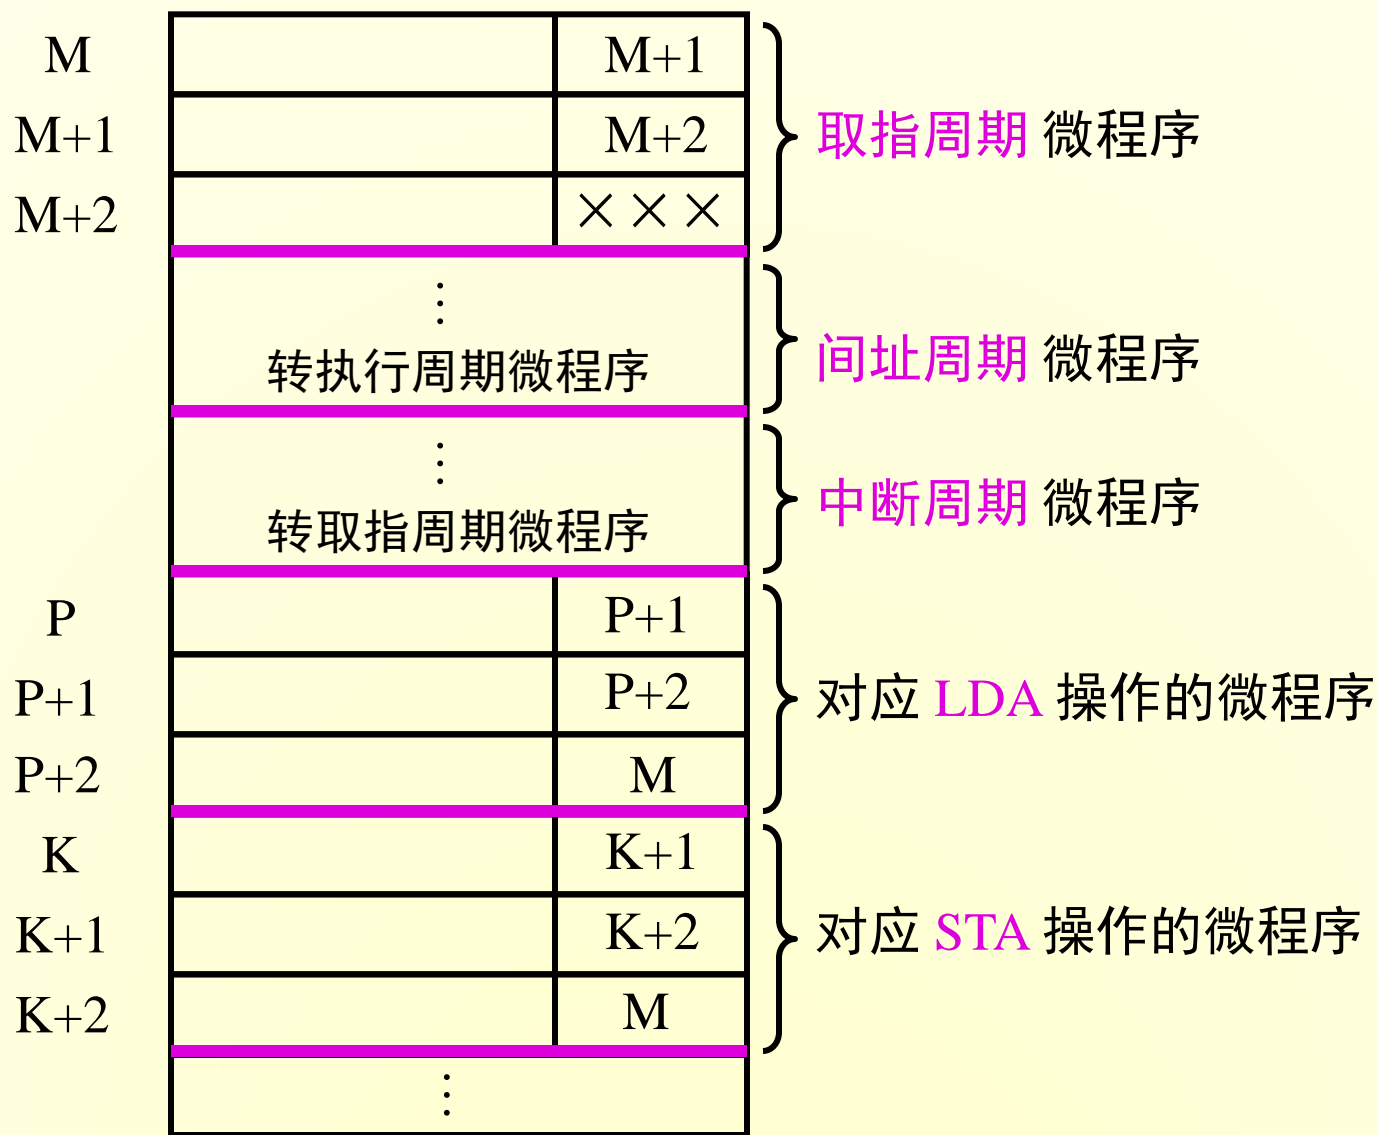 M M+1
M+1 M+2 取指周期 微程序
M+2 ×××
⋮
转执行周期微程序 间址周期 微程序
⋮
转取指周期微程序 中断周期 微程序
P P+1
P+1 P+2 对应 LDA 操作的微程序
P+2 M
K K+1
K+1 K+2 对应 STA 操作的微程序
K+2 M
⋮